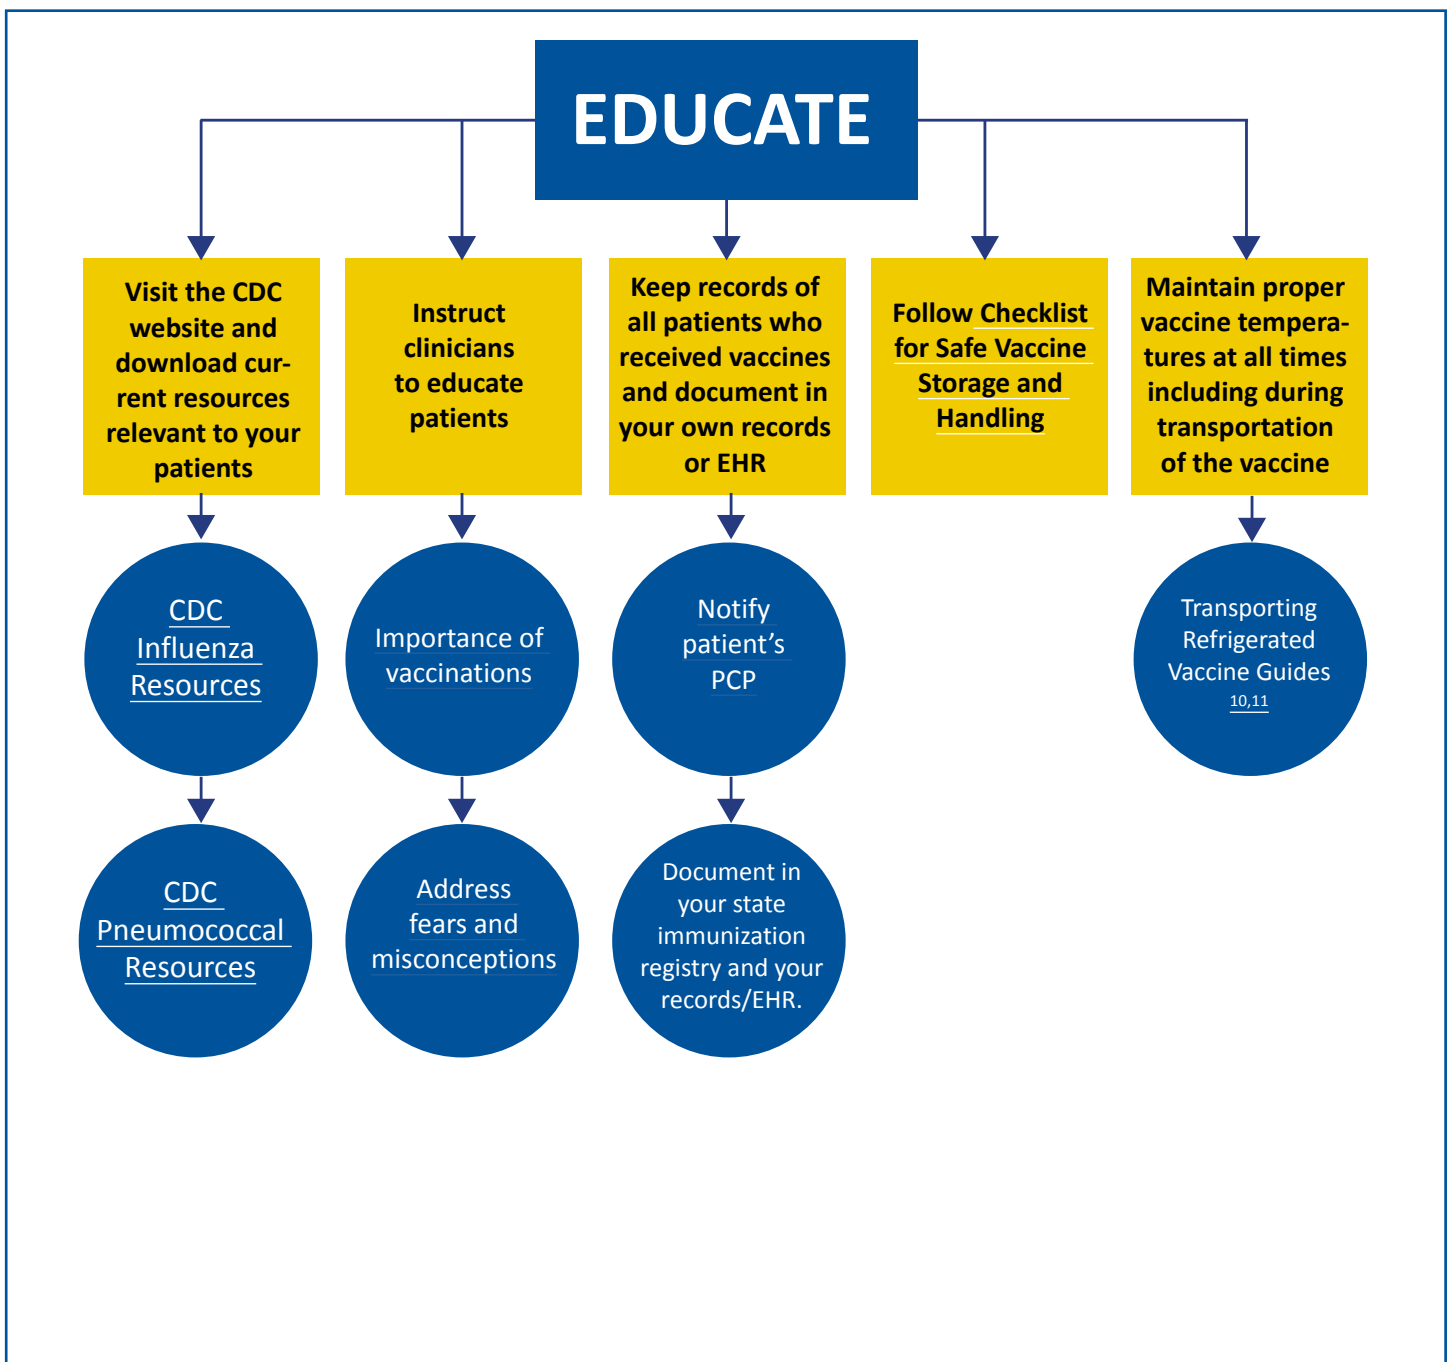 EDUCATE
Visit the CDC
website and
download cur-
rent resources
relevant to your
patients
Instruct
clinicians
to educate
patients
Keep records of
all patients who
received vaccines
and document in
your own records
or EHR
Follow Checklist
for Safe Vaccine
Storage and
Handling
Maintain proper
vaccine tempera-
tures at all times
including during
transportation
of the vaccine
CDC
Influenza
Resources
Importance of
vaccinations
Notify
patient’s
PCP
Transporting
Refrigerated
Vaccine Guides
10,11
CDC
Pneumococcal
Resources
Address
fears and
misconceptions
Document in
your state
immunization
registry and your
records/EHR.